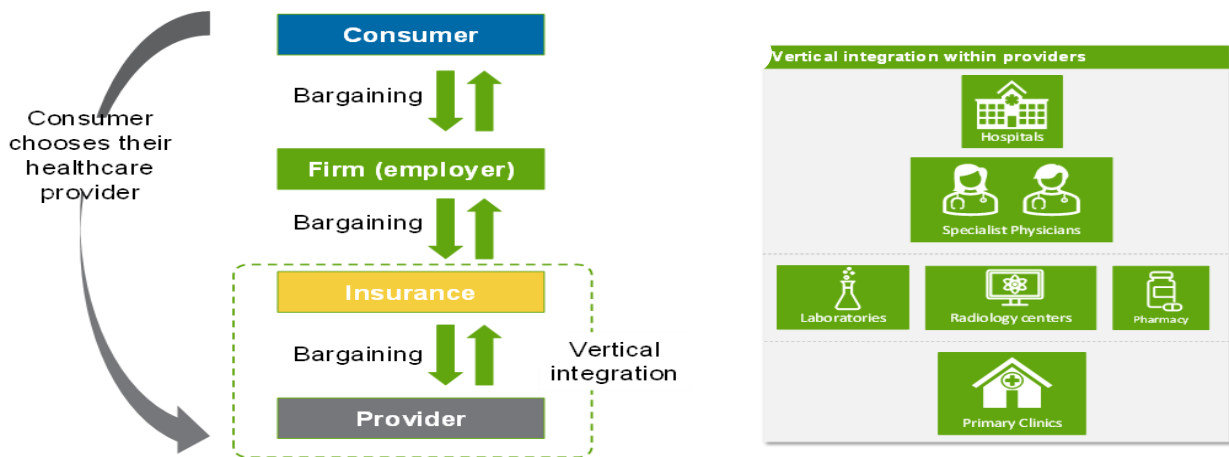 Consumer
Bargaining
Consumer
chooses their
healthcare
provider
Firm (employer)
Bargaining
Insurance
Bargaining
Vertical
integration
Provider
Vertical integration within providers
Hospitals
Specialist Physicians
Laboratories
Radiology centers
Pharmacy
Primary Clinics